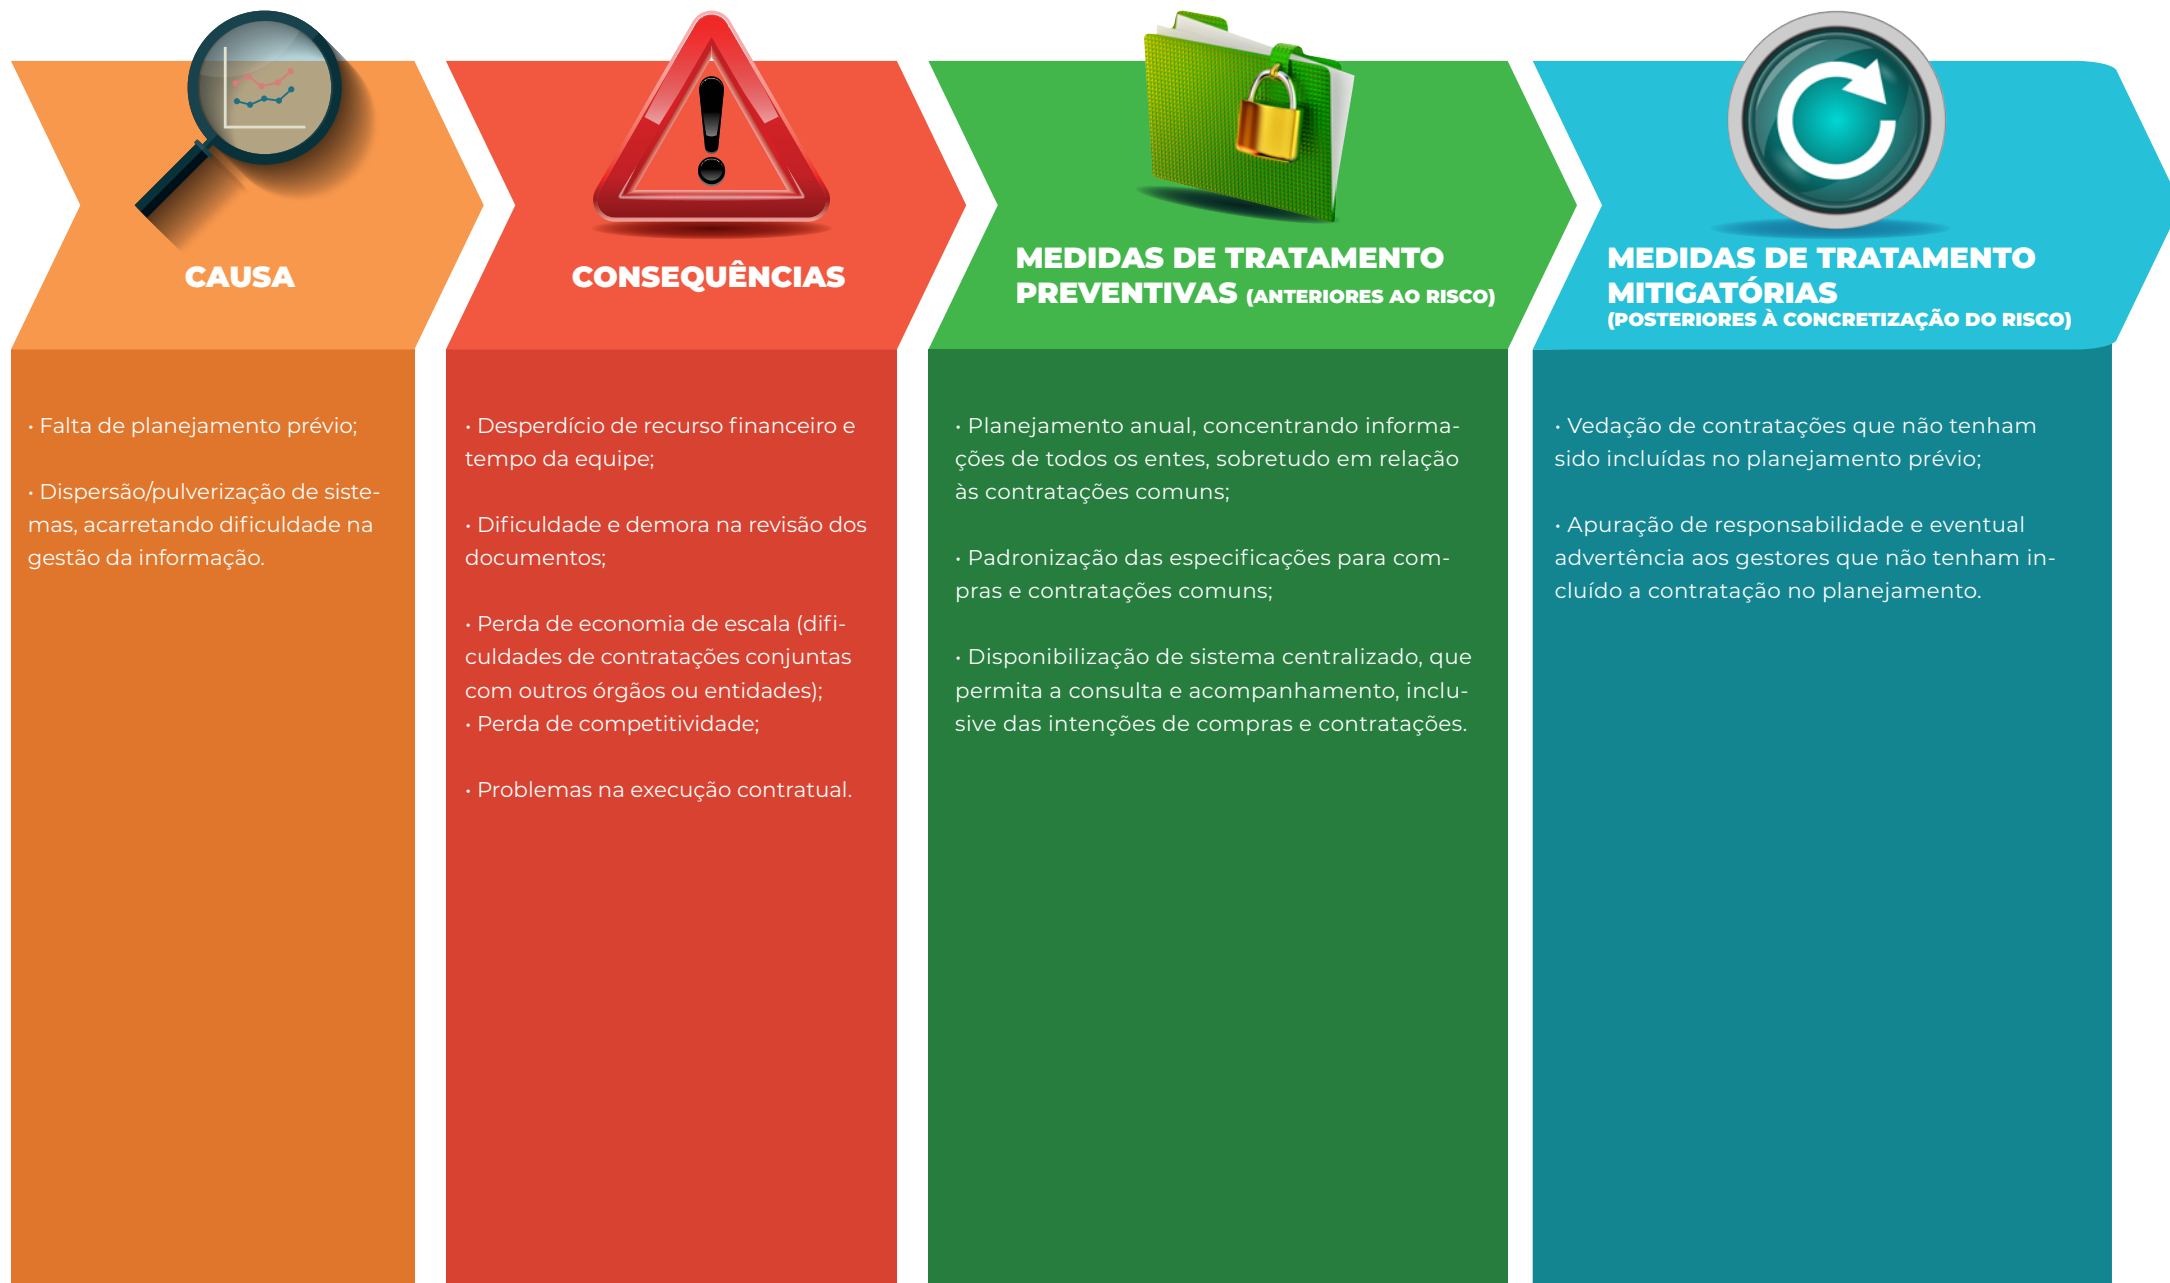 CAUSA
• Falta de planejamento prévio;
• Dispersão/pulverização de siste-
mas, acarretando dificuldade na
gestão da informação.
CONSEQUÊNCIAS
• Desperdício de recurso financeiro e
tempo da equipe;
• Dificuldade e demora na revisão dos
documentos;
• Perda de economia de escala (difi-
culdades de contratações conjuntas
com outros órgãos ou entidades);
• Perda de competitividade;
• Problemas na execução contratual.
MEDIDAS DE TRATAMENTO
PREVENTIVAS (ANTERIORES AO RISCO)
• Planejamento anual, concentrando informa-
ções de todos os entes, sobretudo em relação
às contratações comuns;
• Padronização das especificações para com-
pras e contratações comuns;
• Disponibilização de sistema centralizado, que
permita a consulta e acompanhamento, inclu-
sive das intenções de compras e contratações.
MEDIDAS DE TRATAMENTO
MITIGATÓRIAS
(POSTERIORES À CONCRETIZAÇÃO DO RISCO)
• Vedação de contratações que não tenham
sido incluídas no planejamento prévio;
• Apuração de responsabilidade e eventual
advertência aos gestores que não tenham in-
cluído a contratação no planejamento.